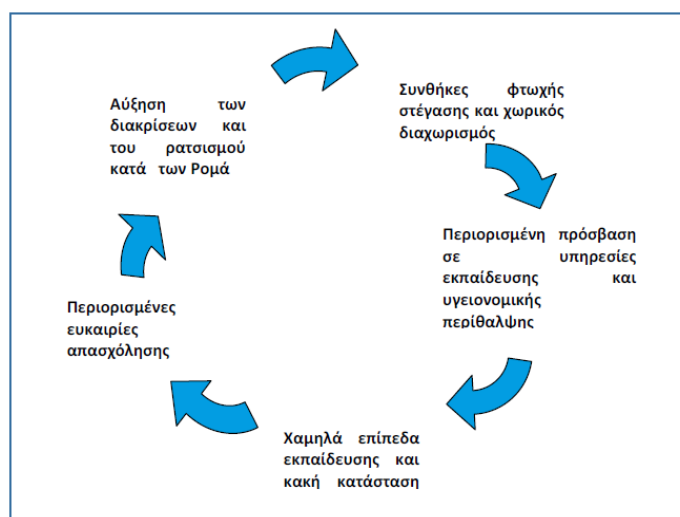 Αύξηση των
διακρίσεων και
του ρατσισμού
κατά των Ρομά
Συνθήκες φτωχής
στέγασης και χωρικός
διαχωρισμός
Περιορισμένη πρόσβαση
σε υπηρεσίες
εκπαίδευσης και
υγειονομικής
περίθαλψης
Χαμηλά επίπεδα
εκπαίδευσης και
κακή κατάσταση
Περιορισμένες
ευκαιρίες
απασχόλησης